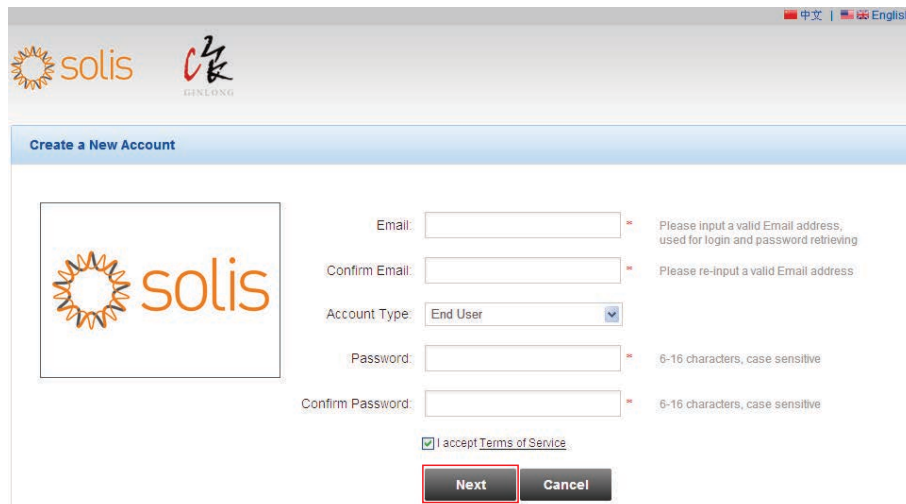 中文 | English
solis
GINLONG
Create a New Account
solis
Email:
*
Please input a valid Email address,
used for login and password retrieving
Confirm Email:
*
Please re-input a valid Email address
Account Type:
End User
Password:
*
6-16 characters, case sensitive
Confirm Password:
*
6-16 characters, case sensitive
I accept Terms of Service
Next
Cancel